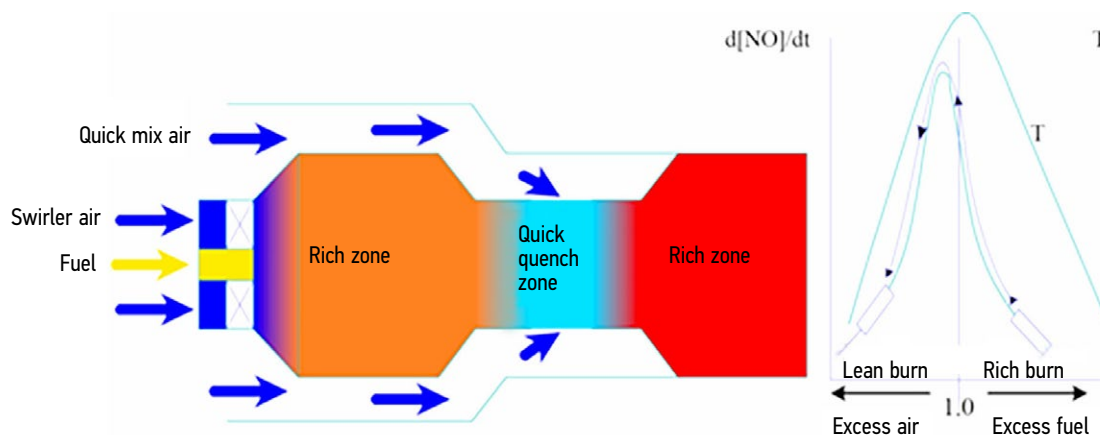 Quick mix air
Swirler air
Fuel
Rich zone
Quick
quench
zone
Rich zone
d[NO]/dt
T
T
Lean burn
Rich burn
1.0
Excess air
Excess fuel